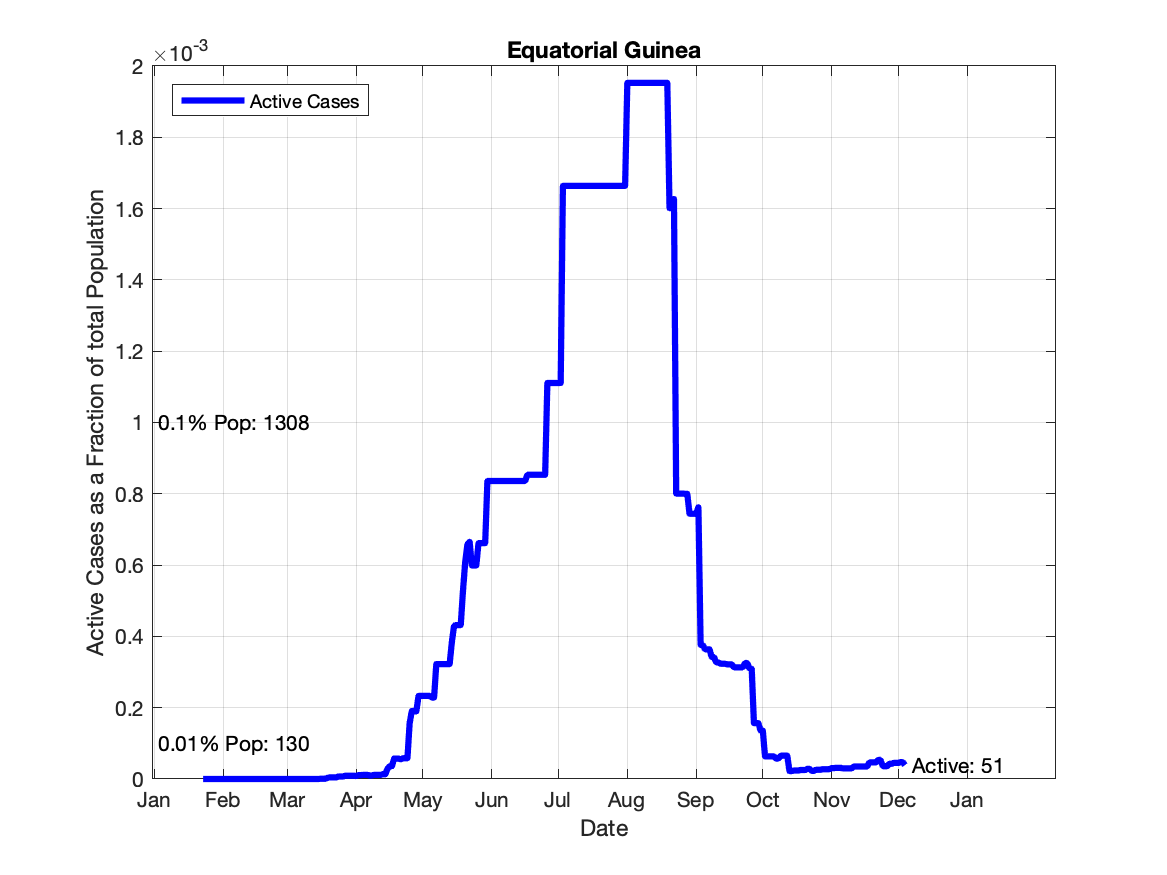 Equatorial Guinea
×10-3
Active Cases
2
1.8
1.6
1.4
1.2
1
0.8
0.6
0.4
0.2
0
Active Cases as a Fraction of total Population
0.1% Pop: 1308
0.01% Pop: 130
Active: 51
Jan Feb Mar Apr May Jun Jul Aug Sep Oct Nov Dec Jan
Date